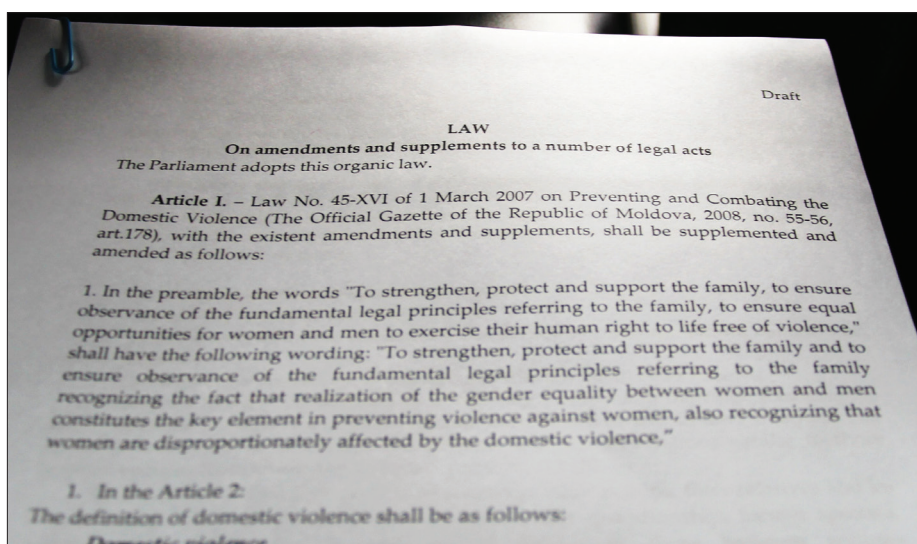 Draft
LAW
On amendments and supplements to a number of legal acts
The Parliament adopts this organic law.
Article I. – Law No. 45-XVI of 1 March 2007 on Preventing and Combating the
Domestic Violence (The Official Gazette of the Republic of Moldova, 2008, no. 55-56,
art.178), with the existent amendments and supplements, shall be supplemented and
amended as follows:
1. In the preamble, the words "To strengthen, protect and support the family, to ensure
observance of the fundamental legal principles referring to the family, to ensure equal
opportunities for women and men to exercise their human right to life free of violence,"
shall have the following wording: "To strengthen, protect and support the family and to
ensure observance of the fundamental legal principles referring to the family
recognizing the fact that realization of the gender equality between women and men
constitutes the key element in preventing violence against women, also recognizing that
women are disproportionately affected by the domestic violence,"
1. In the Article 2:
The definition of domestic violence shall be as follows:
Domestic violence